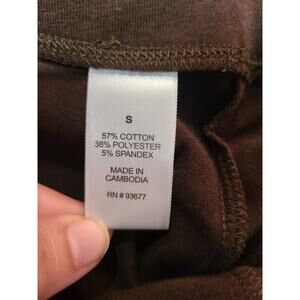 S
57% COTTON
38% POLYESTER
5% SPANDEX
MADE IN
CAMBODIA
RN # 93677